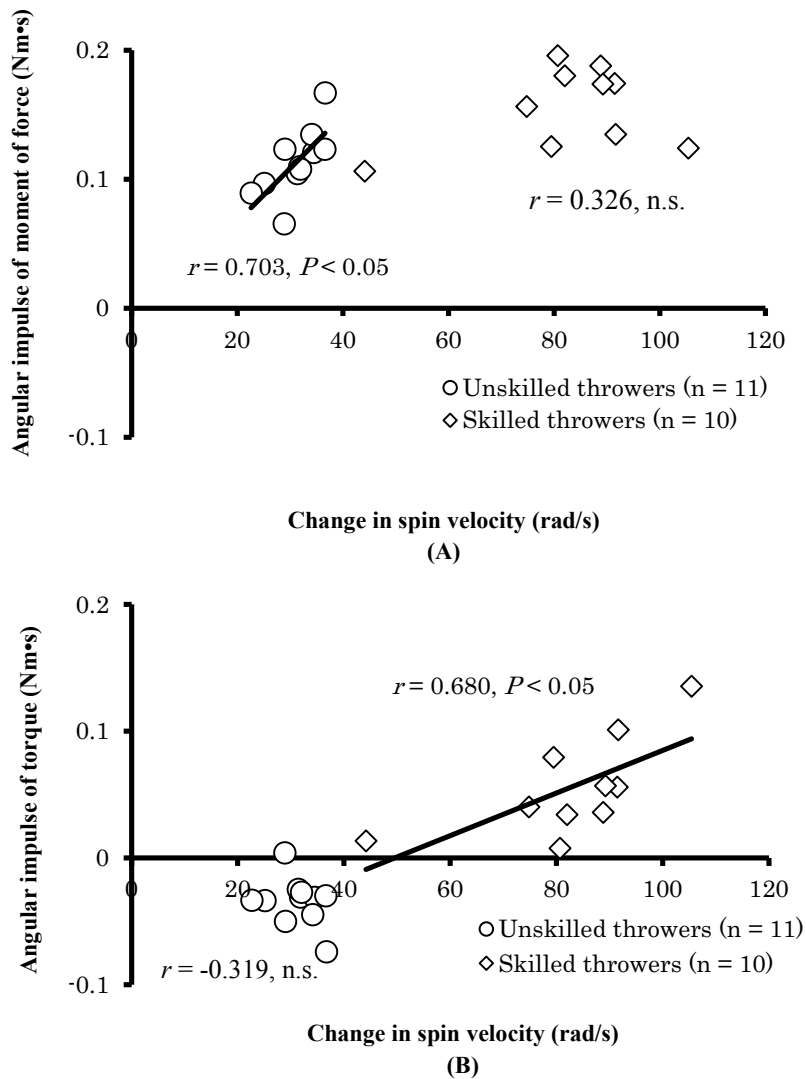 Angular impulse of moment of force (Nm•s)
0.2
0.1
0
-0.1
r = 0.703, P < 0.05
r = 0.326, n.s.
0 20 40 60 80 100 120
Unskilled throwers (n = 11)
Skilled throwers (n = 10)
Change in spin velocity (rad/s)
(A)
Angular impulse of torque (Nm•s)
0.2
0.1
0
-0.1
r = 0.680, P < 0.05
0 20 40 60 80 100 120
Unskilled throwers (n = 11)
Skilled throwers (n = 10)
r = -0.319, n.s.
Change in spin velocity (rad/s)
(B)